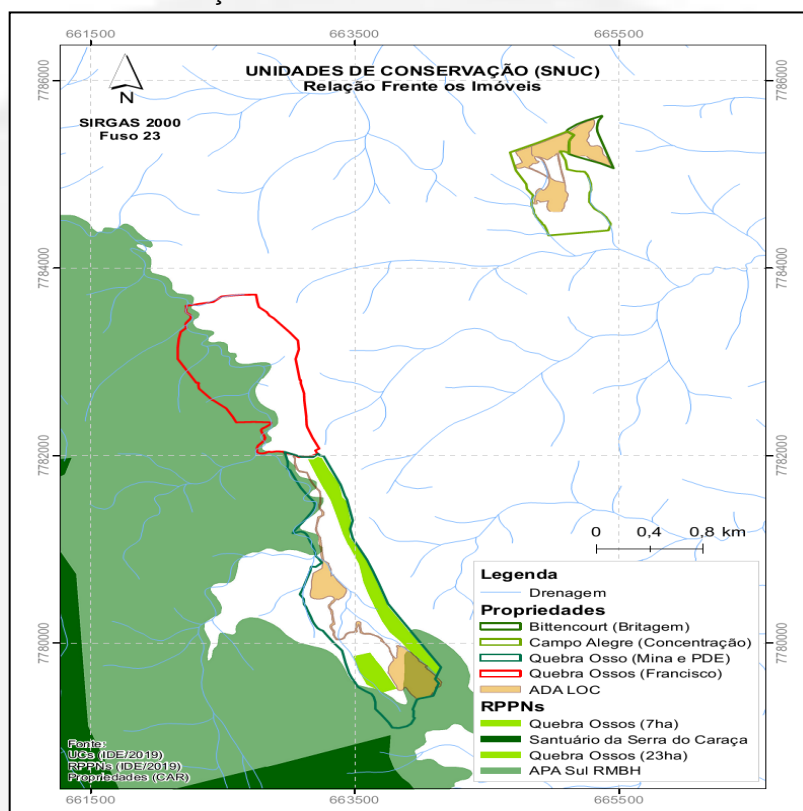 661500 663500 665500
UNIDADES DE CONSERVAÇÃO (SNUC)
Relação Frente os Imóveis
N
SIRGAS 2000
Fuso 23
7786000 7786000
7784000 7784000
7782000 7782000
7780000 7780000
0 0,4 0,8 km
Legenda
Drenagem
Propriedades
Bittencourt (Britagem)
Campo Alegre (Concentração)
Quebra Osso (Mina e PDE)
Quebra Ossos (Francisco)
ADA LOC
RPPNs
Quebra Ossos (7ha)
Santuário da Serra do Caraça
Quebra Ossos (23ha)
APA Sul RMBH
Fonte:
UCs (IDE/2019)
RPPNs (IDE/2019)
Propriedades (CAR)
661500 663500 665500